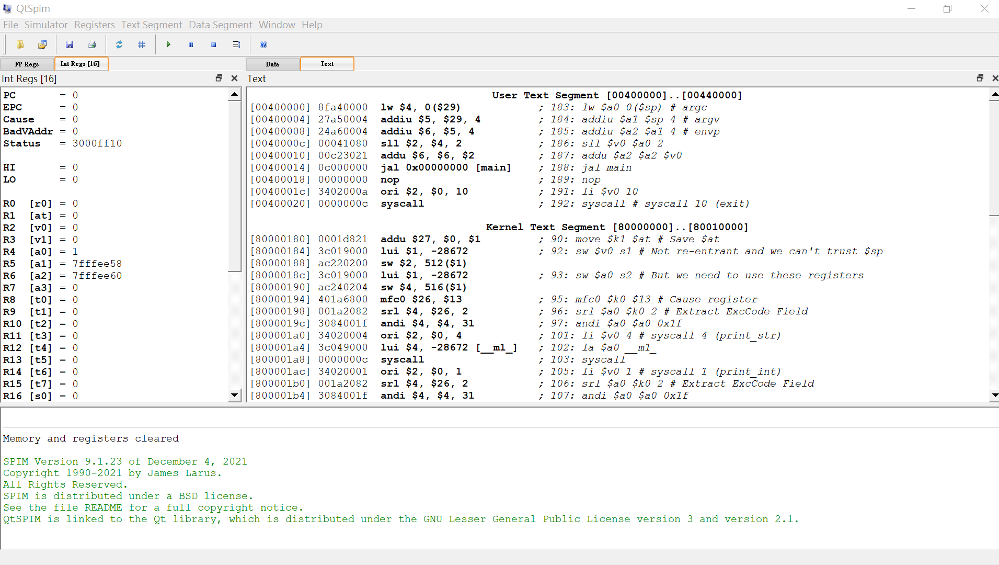 QtSpim
File Simulator Registers Text Segment Data Segment Window Help
FP Regs Int Regs [16] Data Text
Int Regs [16]
PC = 0
EPC = 0
Cause = 0
BadVAddr = 0
Status = 3000ff10
HI = 0
LO = 0
R0 [r0] = 0
R1 [at] = 0
R2 [v0] = 0
R3 [v1] = 0
R4 [a0] = 1
R5 [a1] = 7fffee58
R6 [a2] = 7fffee60
R7 [a3] = 0
R8 [t0] = 0
R9 [t1] = 0
R10 [t2] = 0
R11 [t3] = 0
R12 [t4] = 0
R13 [t5] = 0
R14 [t6] = 0
R15 [t7] = 0
R16 [s0] = 0
Text
User Text Segment [00400000]..[00440000]
[00400000] 8fa40000 lw $4, 0($29) ; 183: lw $a0 0($sp) # argc
[00400004] 27a50004 addiu $5, $29, 4 ; 184: addiu $a1 $sp 4 # argv
[00400008] 24a60004 addiu $6, $5, 4 ; 185: addiu $a2 $a1 4 # envp
[0040000c] 00041080 sll $2, $4, 2 ; 186: sll $v0 $a0 2
[00400010] 00c23021 addu $6, $6, $2 ; 187: addu $a2 $a2 $v0
[00400014] 0c000000 jal 0x00000000 [main] ; 188: jal main
[00400018] 00000000 nop ; 189: nop
[0040001c] 3402000a ori $2, $0, 10 ; 191: li $v0 10
[00400020] 0000000c syscall ; 192: syscall # syscall 10 (exit)
Kernel Text Segment [80000000]..[80010000]
[80000180] 0001d821 addu $27, $0, $1 ; 90: move $k1 $at # Save $at
[80000184] 3c019000 lui $1, -28672 ; 92: sw $v0 s1 # Not re-entrant and we can't trust $sp
[80000188] ac220200 sw $2, 512($1)
[8000018c] 3c019000 lui $1, -28672 ; 93: sw $a0 s2 # But we need to use these registers
[80000190] ac240204 sw $4, 516($1)
[80000194] 401a6800 mfc0 $26, $13 ; 95: mfc0 $k0 $13 # Cause register
[80000198] 001a2082 srl $4, $26, 2 ; 96: srl $a0 $k0 2 # Extract ExcCode Field
[8000019c] 3084001f andi $4, $4, 31 ; 97: andi $a0 $a0 0x1f
[800001a0] 34020004 ori $2, $0, 4 ; 101: li $v0 4 # syscall 4 (print_str)
[800001a4] 3c049000 lui $4, -28672 [__m1_] ; 102: la $a0 __m1_
[800001a8] 0000000c syscall ; 103: syscall
[800001ac] 34020001 ori $2, $0, 1 ; 105: li $v0 1 # syscall 1 (print_int)
[800001b0] 001a2082 srl $4, $26, 2 ; 106: srl $a0 $k0 2 # Extract ExcCode Field
[800001b4] 3084001f andi $4, $4, 31 ; 107: andi $a0 $a0 0x1f
Memory and registers cleared
SPIM Version 9.1.23 of December 4, 2021
Copyright 1990-2021 by James Larus.
All Rights Reserved.
SPIM is distributed under a BSD license.
See the file README for a full copyright notice.
QtSPIM is linked to the Qt library, which is distributed under the GNU Lesser General Public License version 3 and version 2.1.